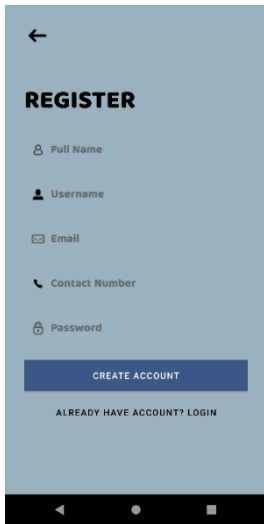 REGISTER
Full Name
Username
Email
Contact Number
Password
CREATE ACCOUNT
ALREADY HAVE ACCOUNT? LOGIN